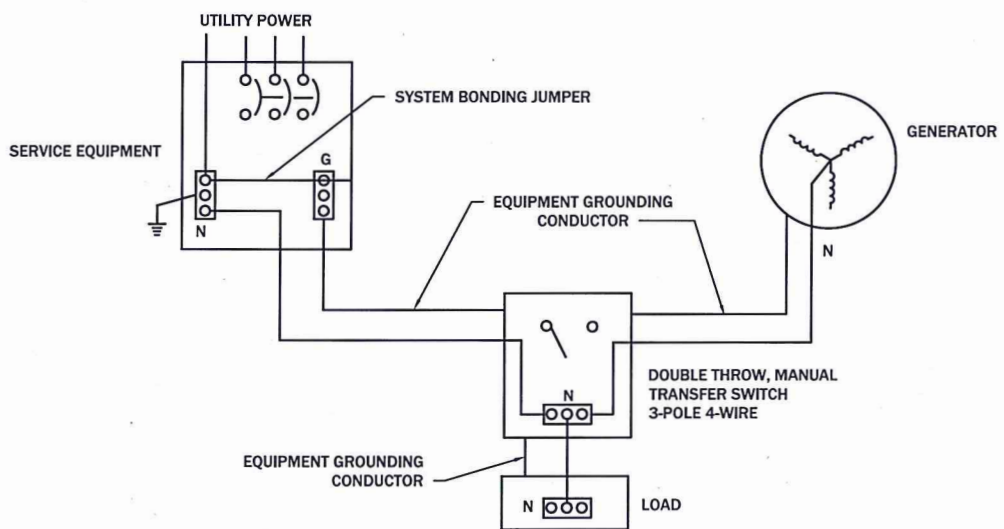 UTILITY POWER
SYSTEM BONDING JUMPER
GENERATOR
SERVICE EQUIPMENT
G
EQUIPMENT GROUNDING
CONDUCTOR
N
N
DOUBLE THROW, MANUAL
TRANSFER SWITCH
3-POLE 4-WIRE
N
EQUIPMENT GROUNDING
CONDUCTOR
N
LOAD